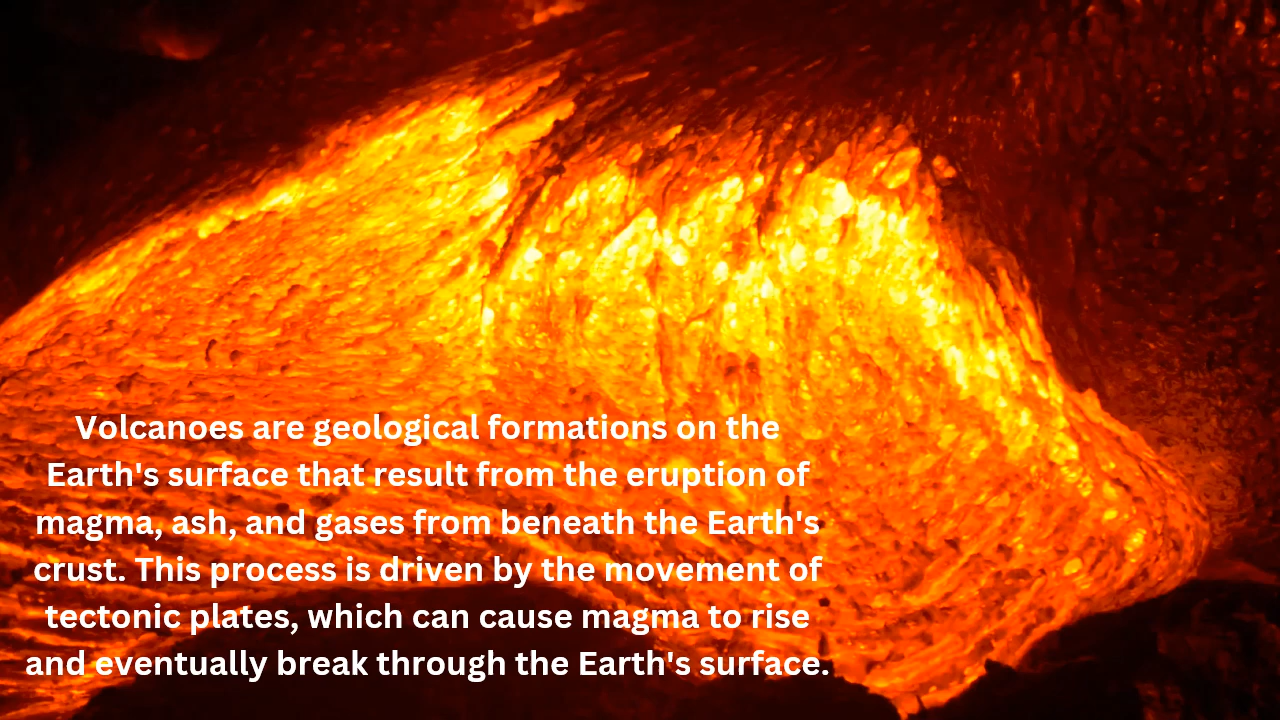 Volcanoes are geological formations on the
Earth's surface that result from the eruption of
magma, ash, and gases from beneath the Earth's
crust. This process is driven by the movement of
tectonic plates, which can cause magma to rise
and eventually break through the Earth's surface.